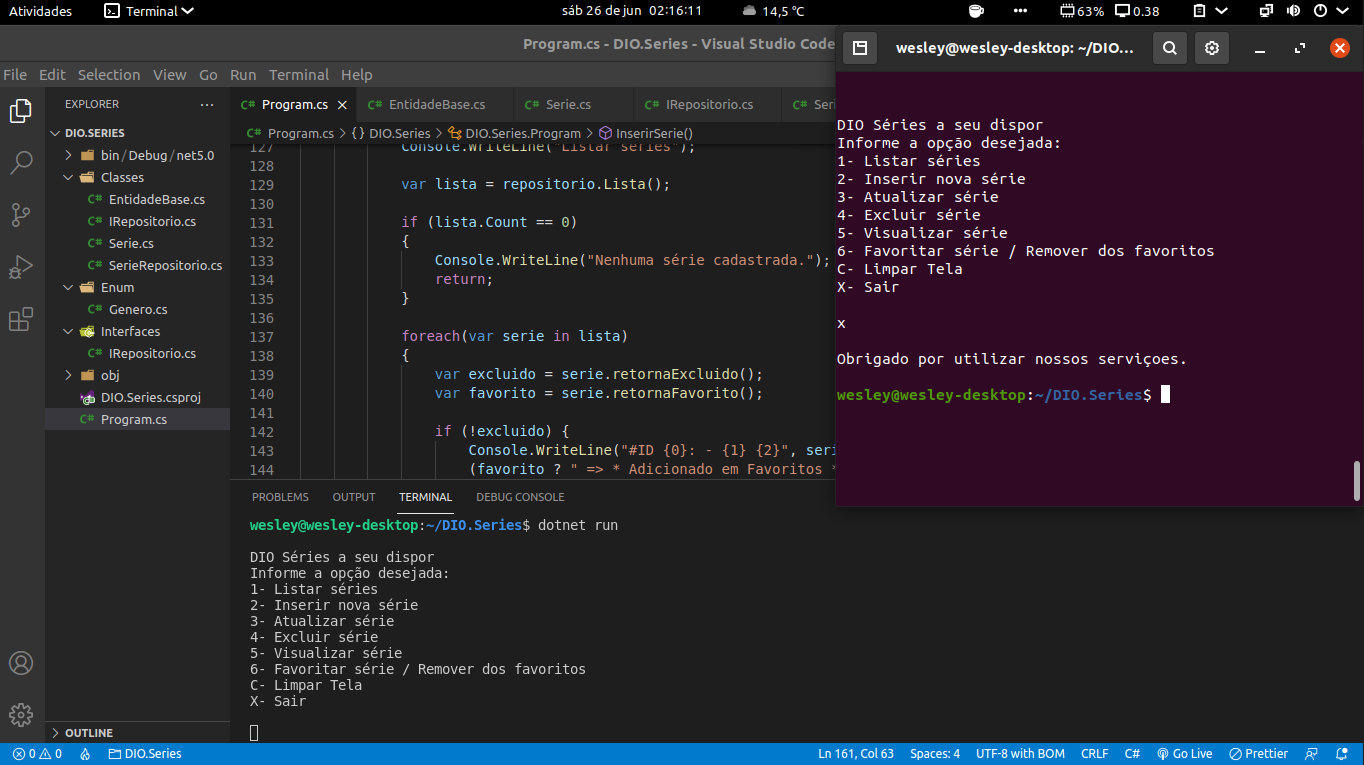 Atividades Terminal sáb 26 de jun 02:16:11 14,5 °C 63% 0.38
Program.cs - DIO.Series - Visual Studio Code
File Edit Selection View Go Run Terminal Help
EXPLORER
DIO.SERIES
bin/Debug/net5.0
Classes
C# EntidadeBase.cs
C# IRepositorio.cs
C# Serie.cs
C# SerieRepositorio.cs
Enum
C# Genero.cs
Interfaces
C# IRepositorio.cs
obj
DIO.Series.csproj
C# Program.cs
OUTLINE
C# Program.cs C# EntidadeBase.cs C# Serie.cs C# IRepositorio.cs C# Seri
C# Program.cs > {} DIO.Series > DIO.Series.Program > InserirSerie()
127 Console.WriteLine("Listar séries");
128
129 var lista = repositorio.Lista();
130
131 if (lista.Count == 0)
132 {
133 Console.WriteLine("Nenhuma série cadastrada.");
134 return;
135 }
136
137 foreach(var serie in lista)
138 {
139 var excluido = serie.retornaExcluido();
140 var favorito = serie.retornaFavorito();
141
142 if (!excluido) {
143 Console.WriteLine("#ID {0}: - {1} {2}", seri
144 (favorito ? " => * Adicionado em Favoritos *
PROBLEMS OUTPUT TERMINAL DEBUG CONSOLE
wesley@wesley-desktop:~/DIO.Series$ dotnet run
DIO Séries a seu dispor
Informe a opção desejada:
1- Listar séries
2- Inserir nova série
3- Atualizar série
4- Excluir série
5- Visualizar série
6- Favoritar série / Remover dos favoritos
C- Limpar Tela
X- Sair
wesley@wesley-desktop: ~/DIO...
DIO Séries a seu dispor
Informe a opção desejada:
1- Listar séries
2- Inserir nova série
3- Atualizar série
4- Excluir série
5- Visualizar série
6- Favoritar série / Remover dos favoritos
C- Limpar Tela
X- Sair
x
Obrigado por utilizar nossos serviçoes.
wesley@wesley-desktop:~/DIO.Series$
0 0 DIO.Series Ln 161, Col 63 Spaces: 4 UTF-8 with BOM CRLF C# Go Live Prettier